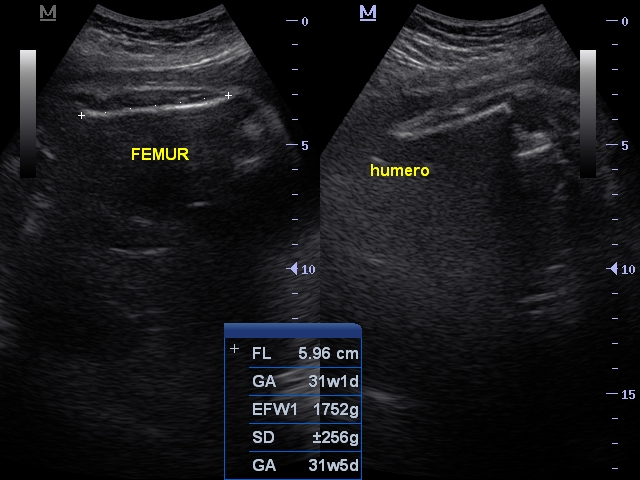 M
0
5
10
FEMUR
M
0
5
10
15
humero
+ FL 5.96 cm
GA 31w1d
EFW1 1752g
SD ±256g
GA 31w5d